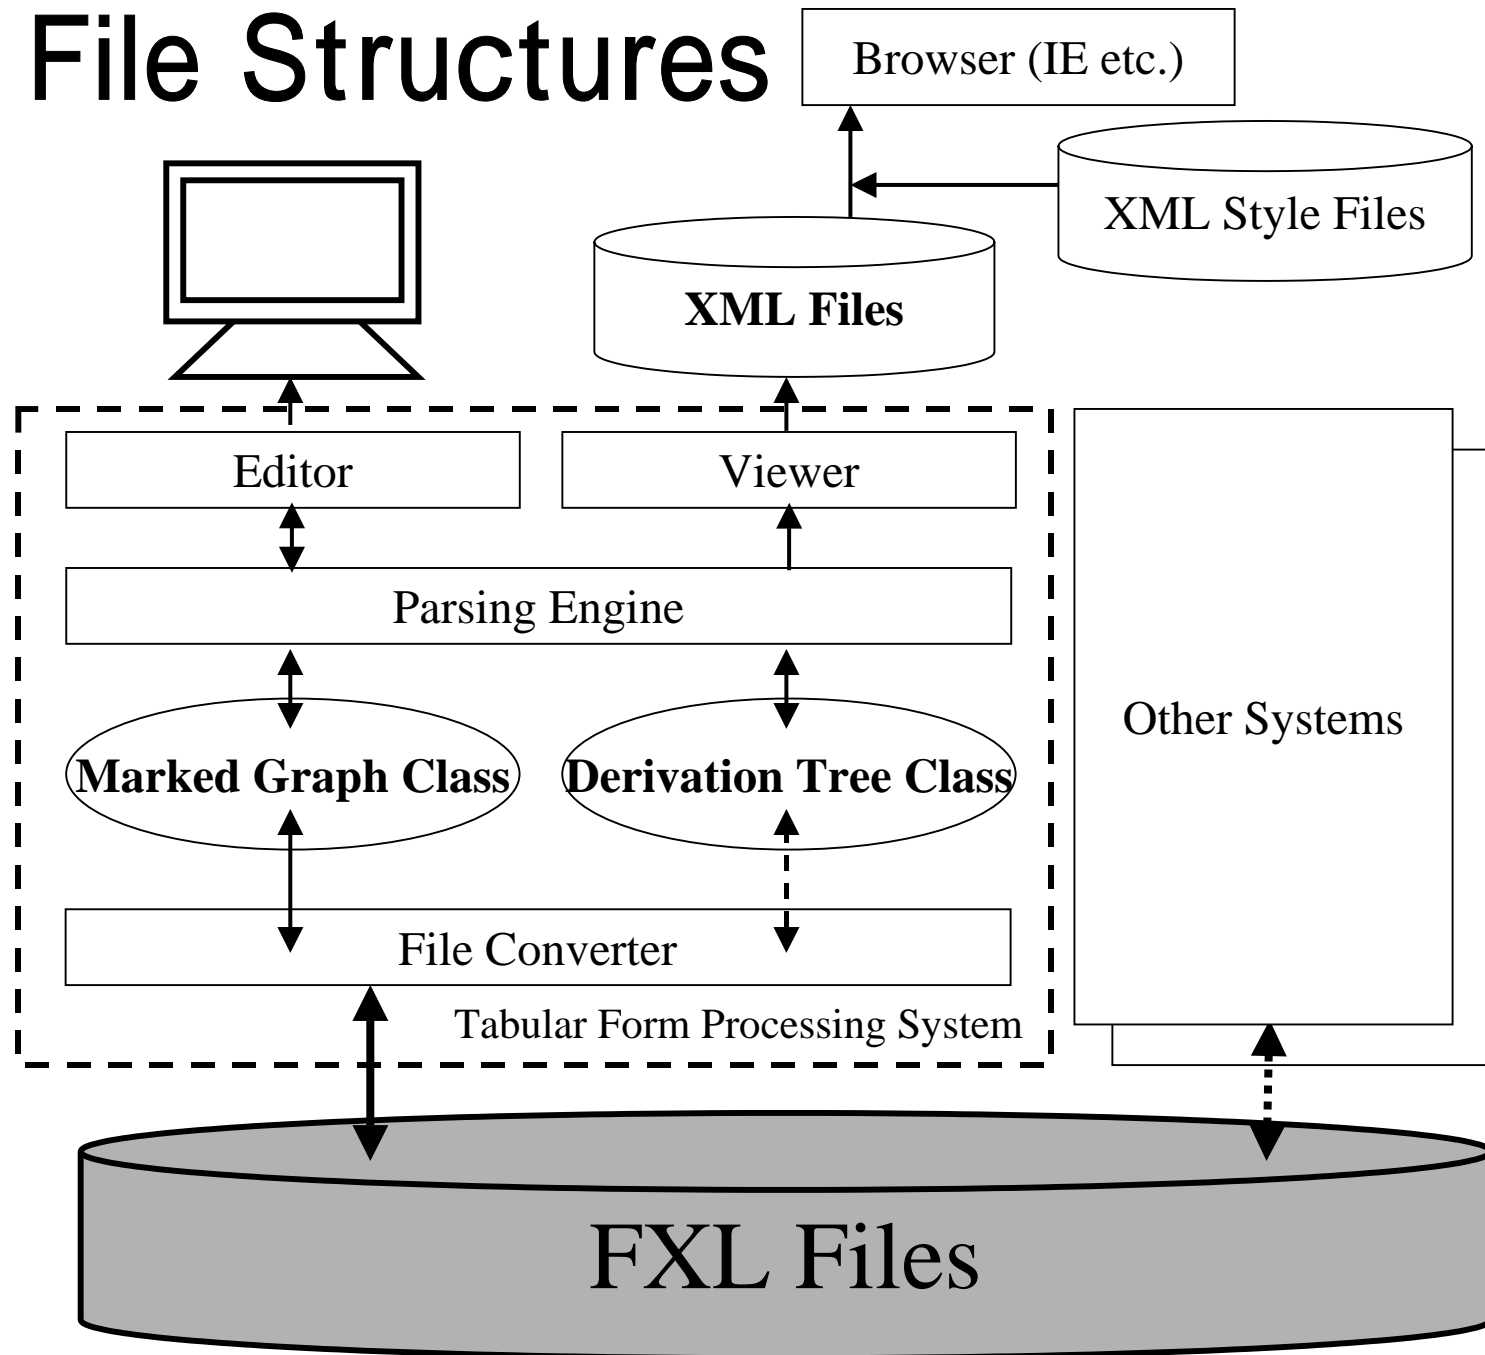 File Structures
Browser (IE etc.)
XML Style Files
XML Files
Editor
Viewer
Parsing Engine
Marked Graph Class
Derivation Tree Class
Other Systems
File Converter
Tabular Form Processing System
FXL Files